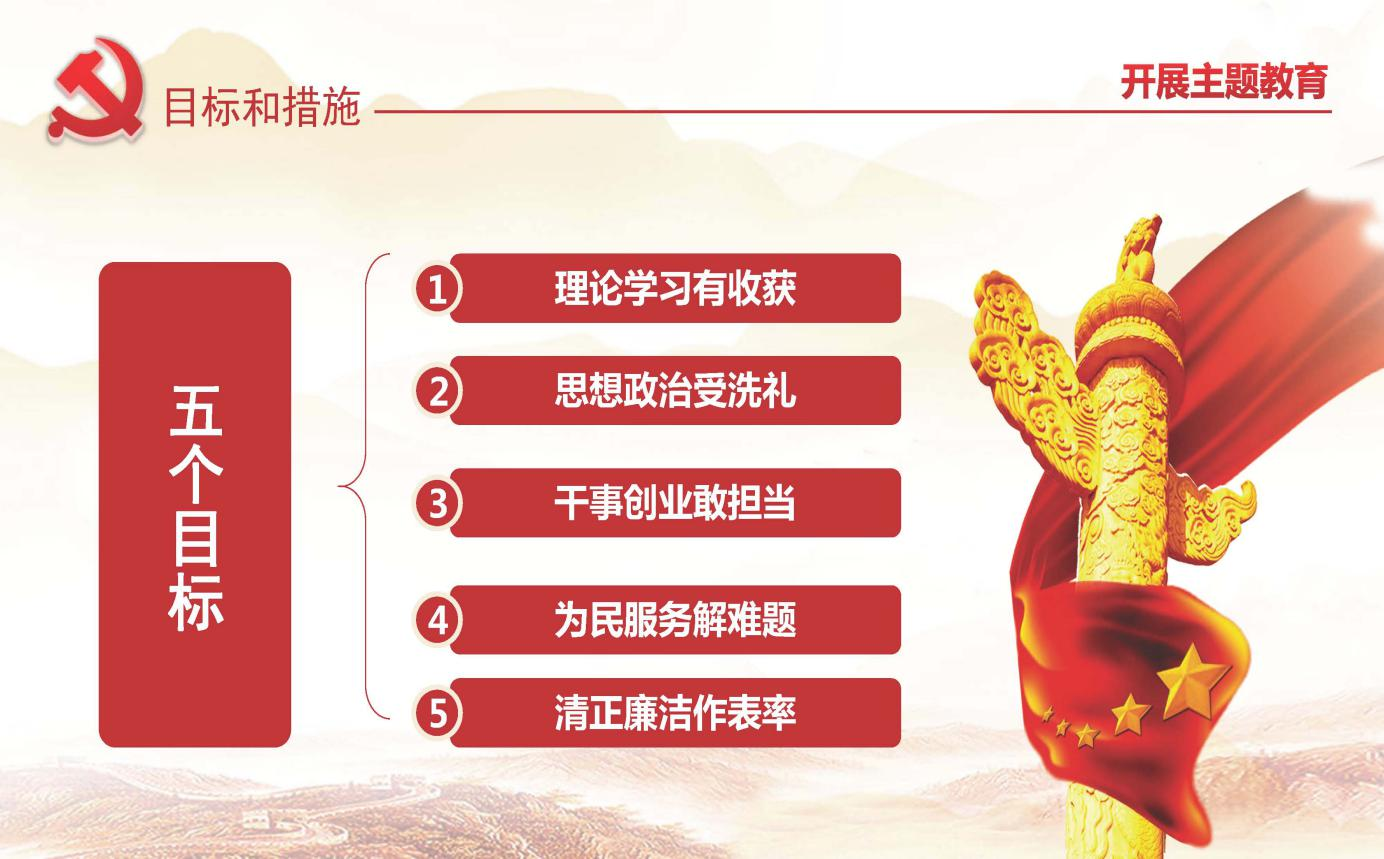 目标和措施
开展主题教育
五个目标
1 理论学习有收获
2 思想政治受洗礼
3 干事创业敢担当
4 为民服务解难题
5 清正廉洁作表率